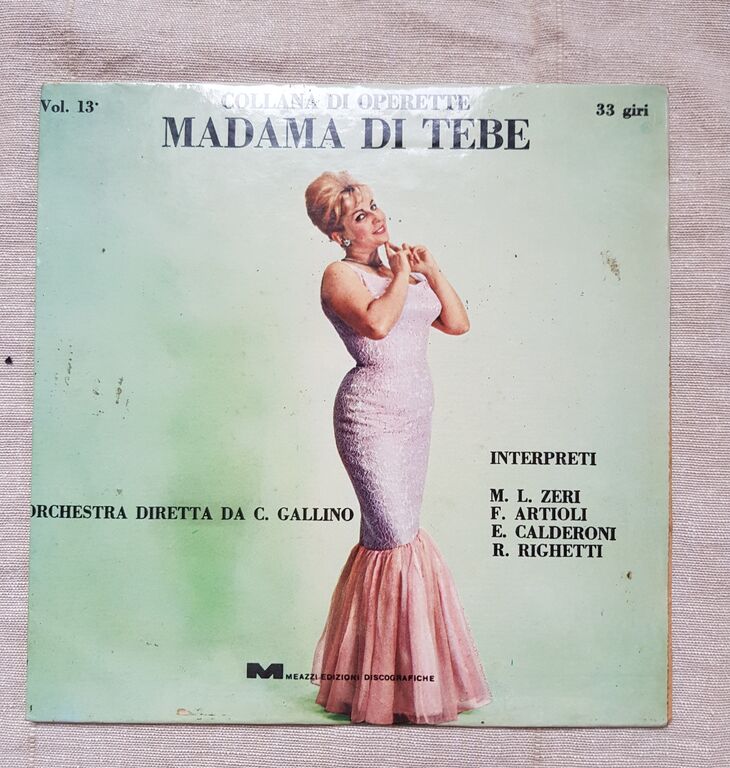 Vol. 13°
COLLANA DI OPERETTE
33 giri
MADAMA DI TEBE
INTERPRETI
M. L. ZERI
F. ARTIOLI
E. CALDERONI
R. RIGHETTI
ORCHESTRA DIRETTA DA C. GALLINO
M MEAZZI EDIZIONI DISCOGRAFICHE